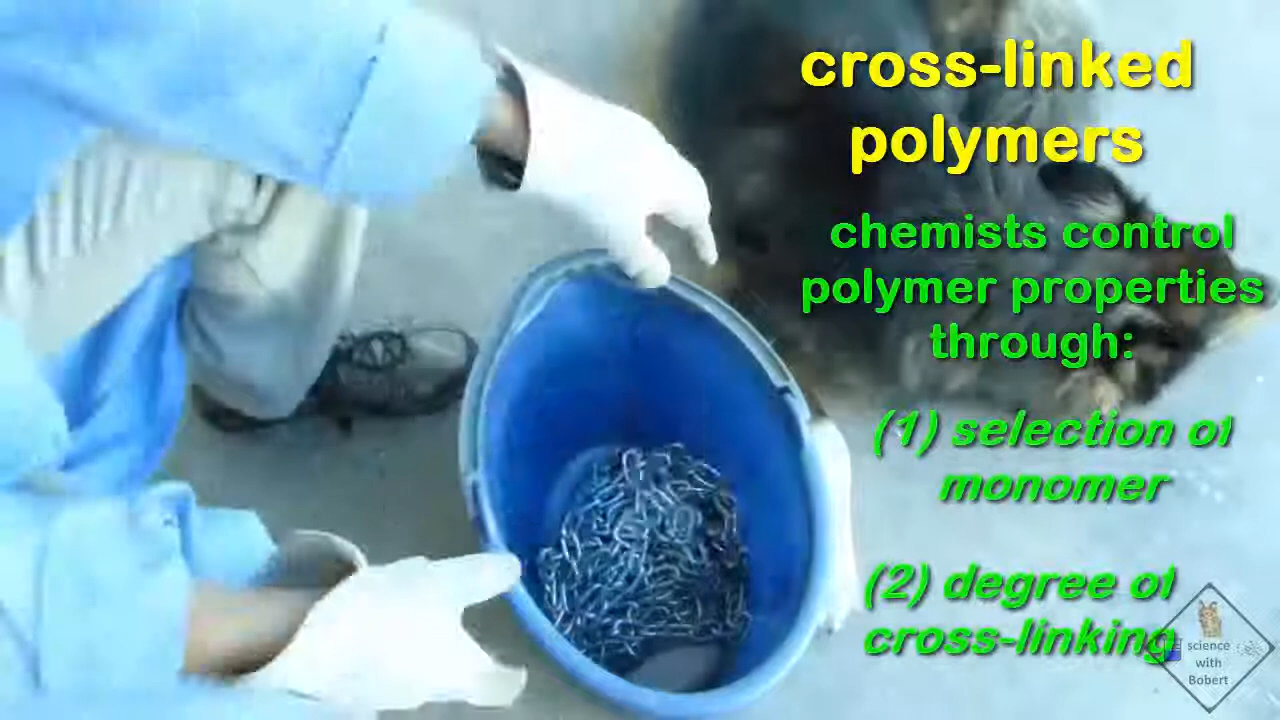 cross-linked
polymers
chemists control
polymer properties
through:
(1) selection of
monomer
(2) degree of
cross-linking
science
with
Bobert